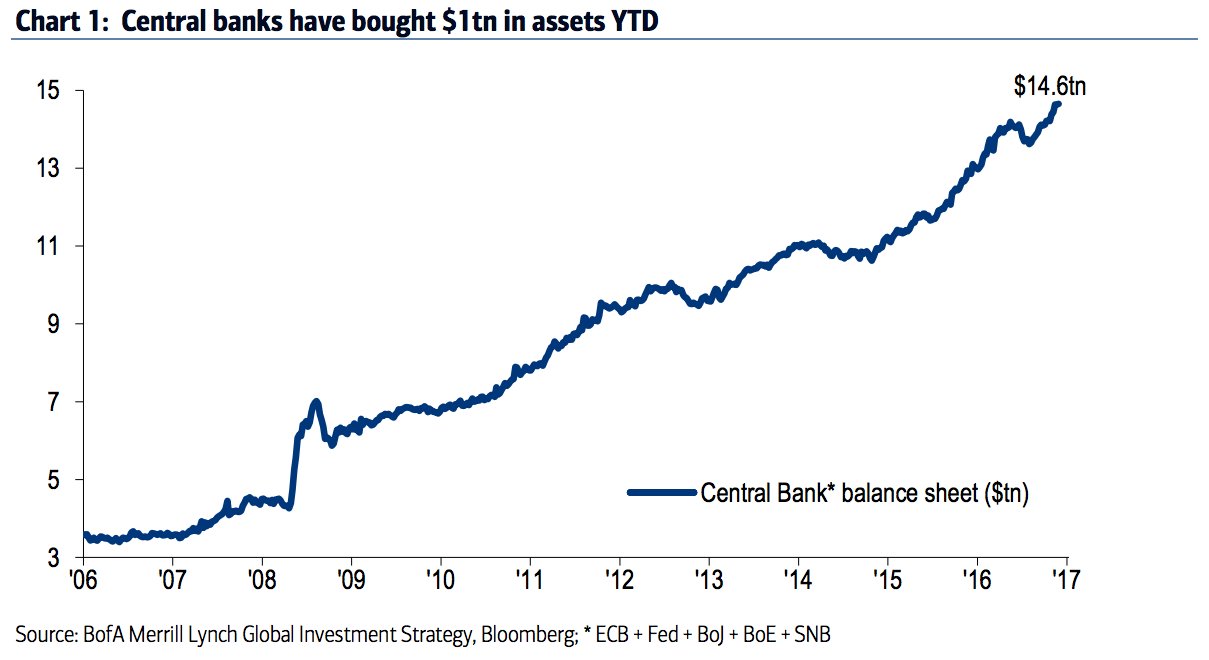 Chart 1:  Central banks have bought $1tn in assets YTD
$14.6tn
15
13
11
9
7
5
3
Central Bank* balance sheet ($tn)
'06 '07 '08 '09 '10 '11 '12 '13 '14 '15 '16 '17
Source: BofA Merrill Lynch Global Investment Strategy, Bloomberg; * ECB + Fed + BoJ + BoE + SNB